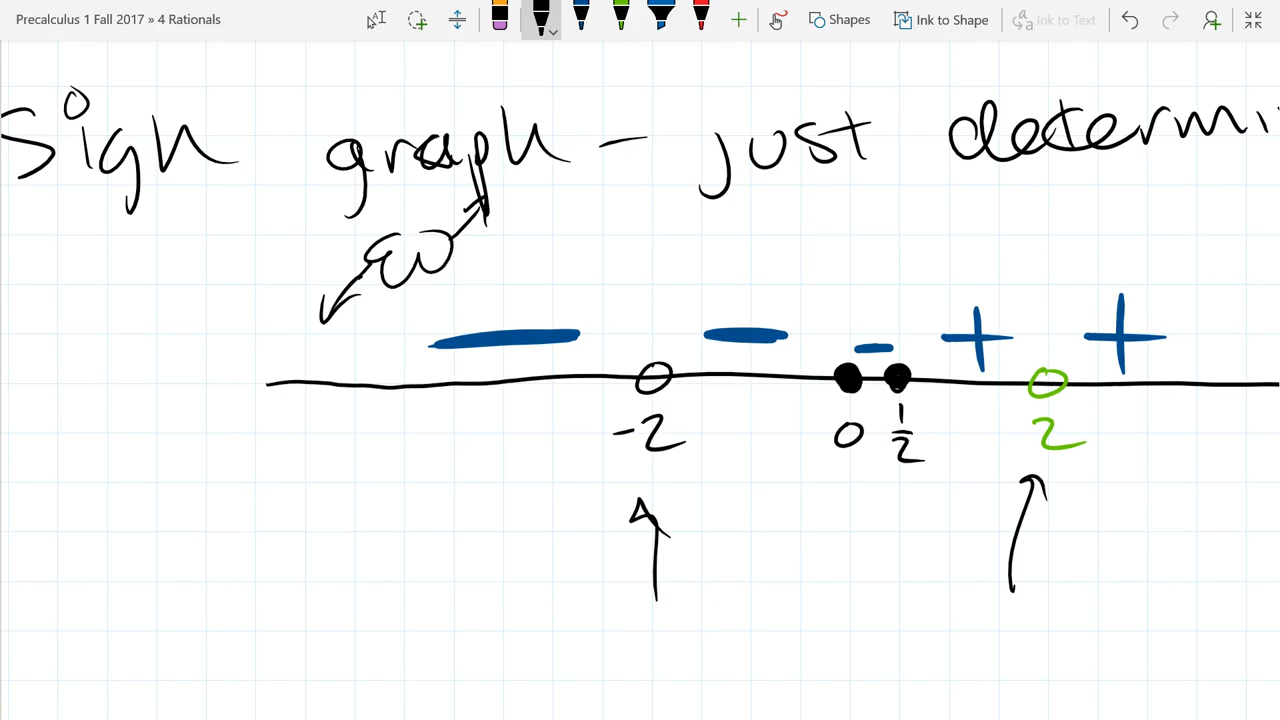 Precalculus 1 Fall 2017 » 4 Rationals
Shapes
Ink to Shape
Ink to Text
Sign graph - just determi
-2 0 1/2 2